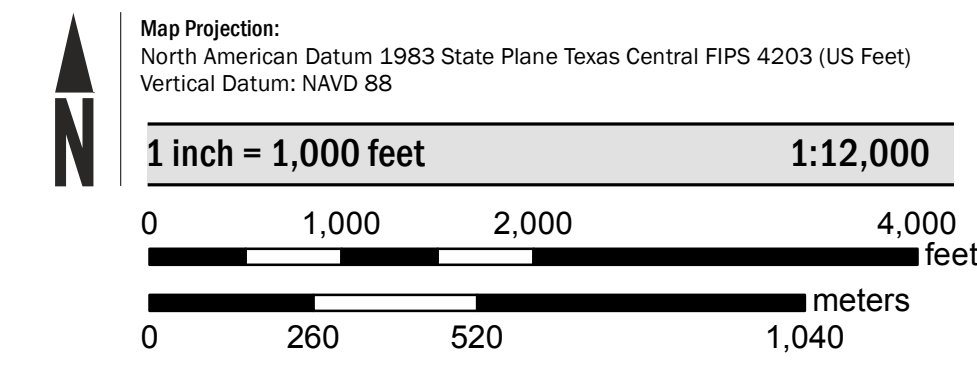 N
Map Projection:
North American Datum 1983 State Plane Texas Central FIPS 4203 (US Feet)
Vertical Datum: NAVD 88
1 inch = 1,000 feet 1:12,000
0 1,000 2,000 4,000
feet
meters
0 260 520 1,040